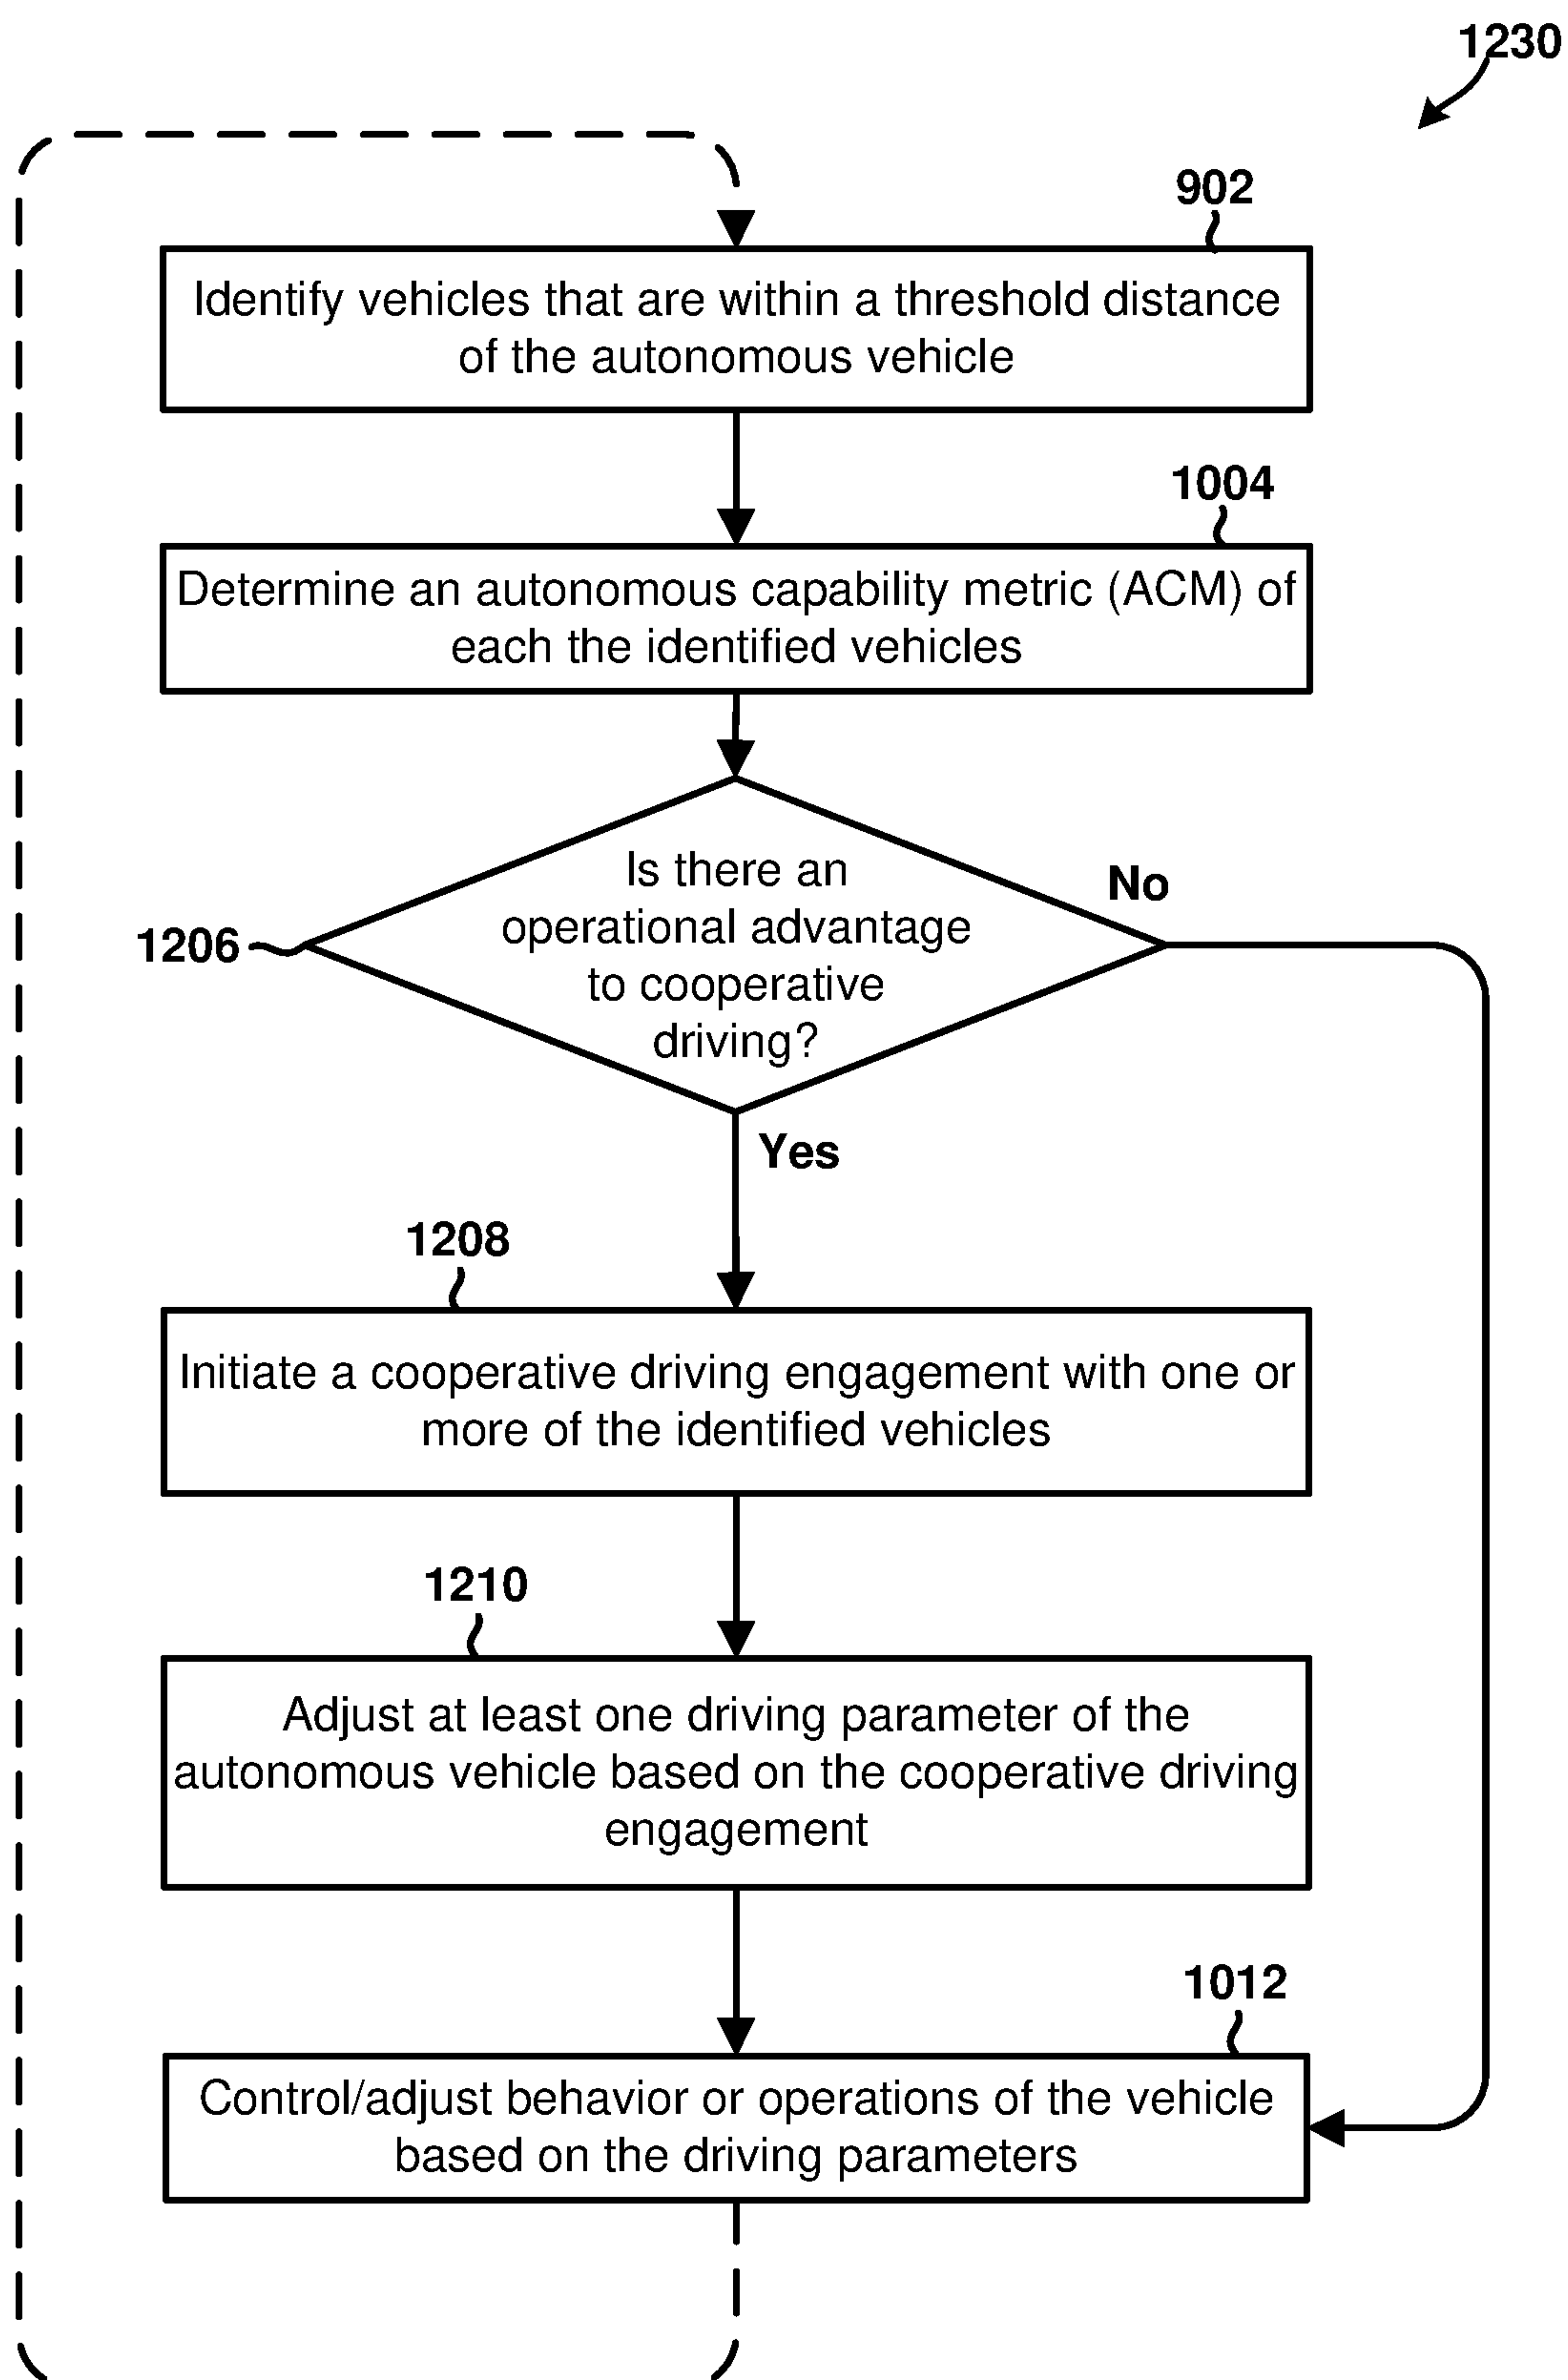 1230
902
Identify vehicles that are within a threshold distance
of the autonomous vehicle
1004
Determine an autonomous capability metric (ACM) of
each the identified vehicles
Is there an
operational advantage
to cooperative
driving?
No
1206
Yes
1208
Initiate a cooperative driving engagement with one or
more of the identified vehicles
1210
Adjust at least one driving parameter of the
autonomous vehicle based on the cooperative driving
engagement
1012
Control/adjust behavior or operations of the vehicle
based on the driving parameters